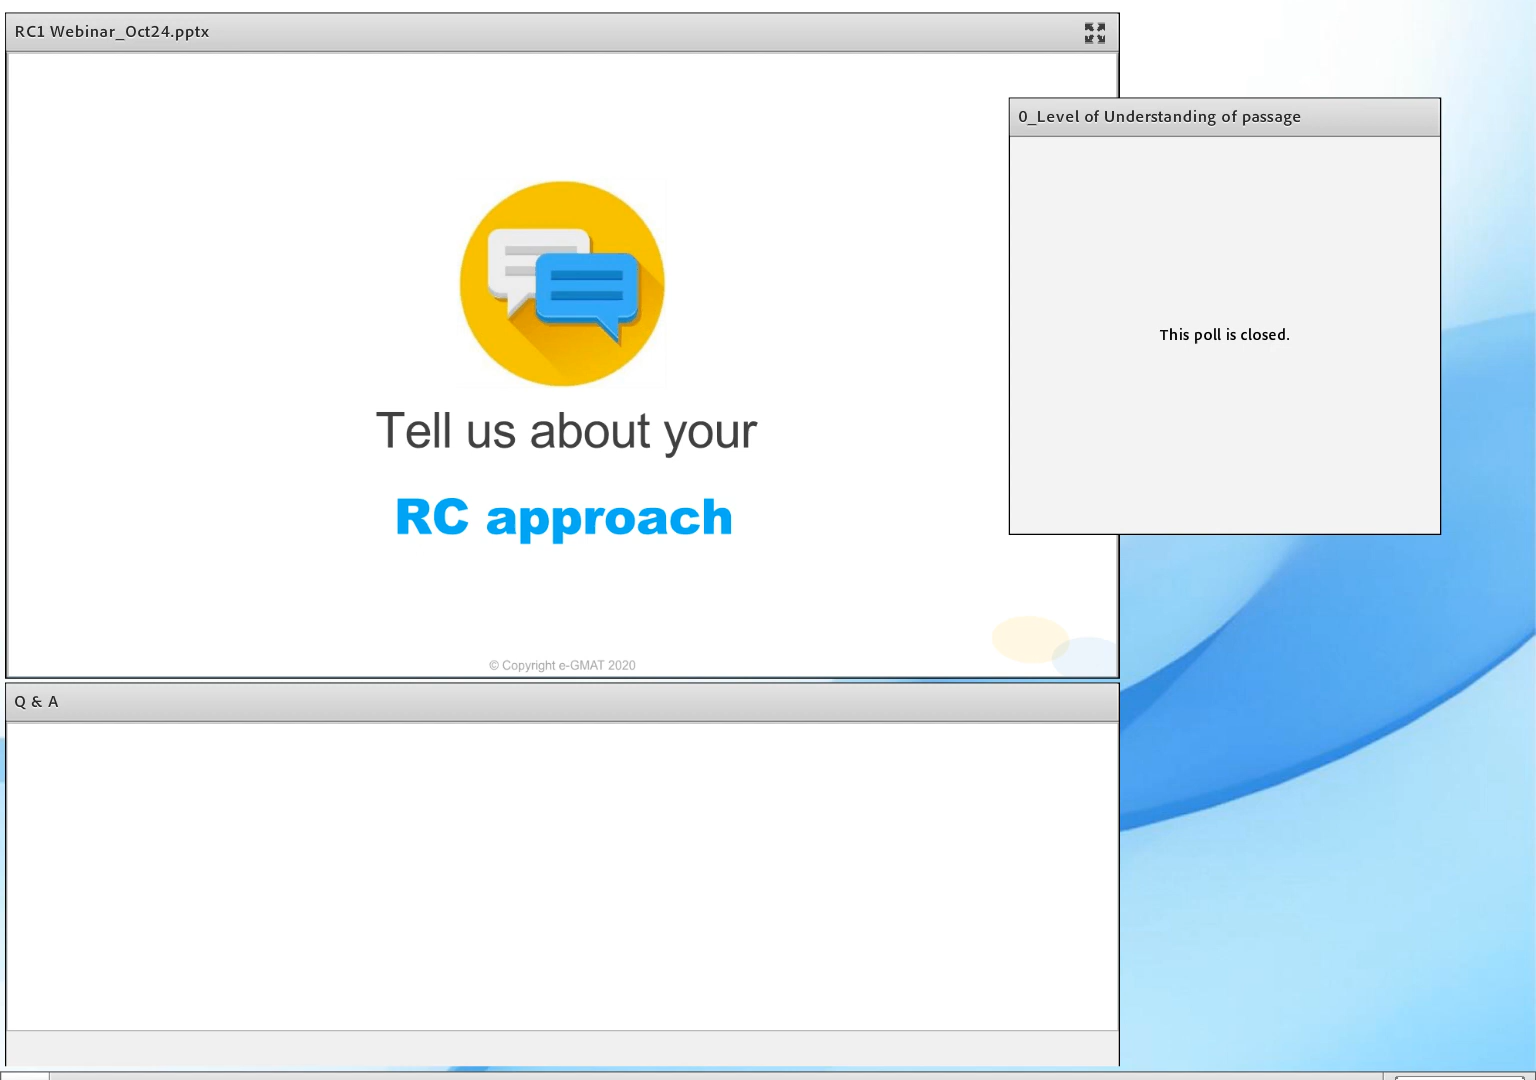 RC1 Webinar_Oct24.pptx
0_Level of Understanding of passage
This poll is closed.
Tell us about your
RC approach
© Copyright e-GMAT 2020
Q & A